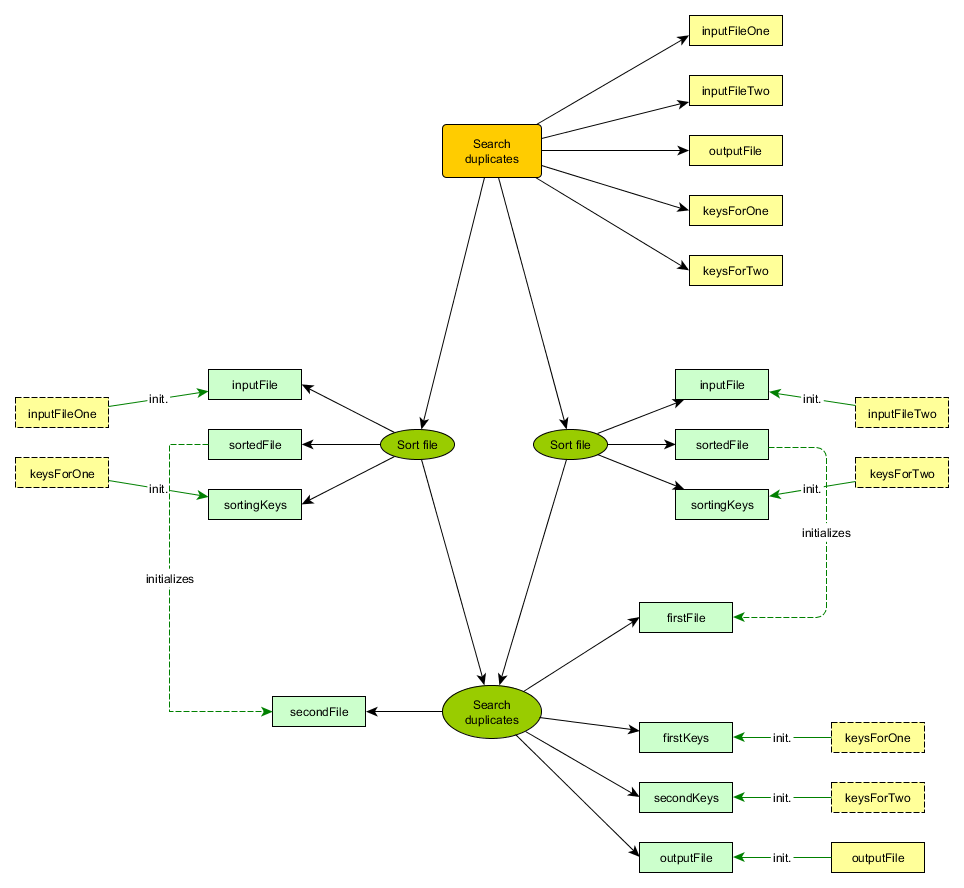 inputFileOne
inputFileTwo
Search
duplicates
outputFile
keysForOne
keysForTwo
inputFile
inputFile
init.
init.
inputFileOne
inputFileTwo
sortedFile
Sort file
Sort file
sortedFile
keysForOne
keysForTwo
init.
init.
sortingKeys
sortingKeys
initializes
initializes
firstFile
secondFile
Search
duplicates
firstKeys
init.
keysForOne
secondKeys
init.
keysForTwo
outputFile
init.
outputFile